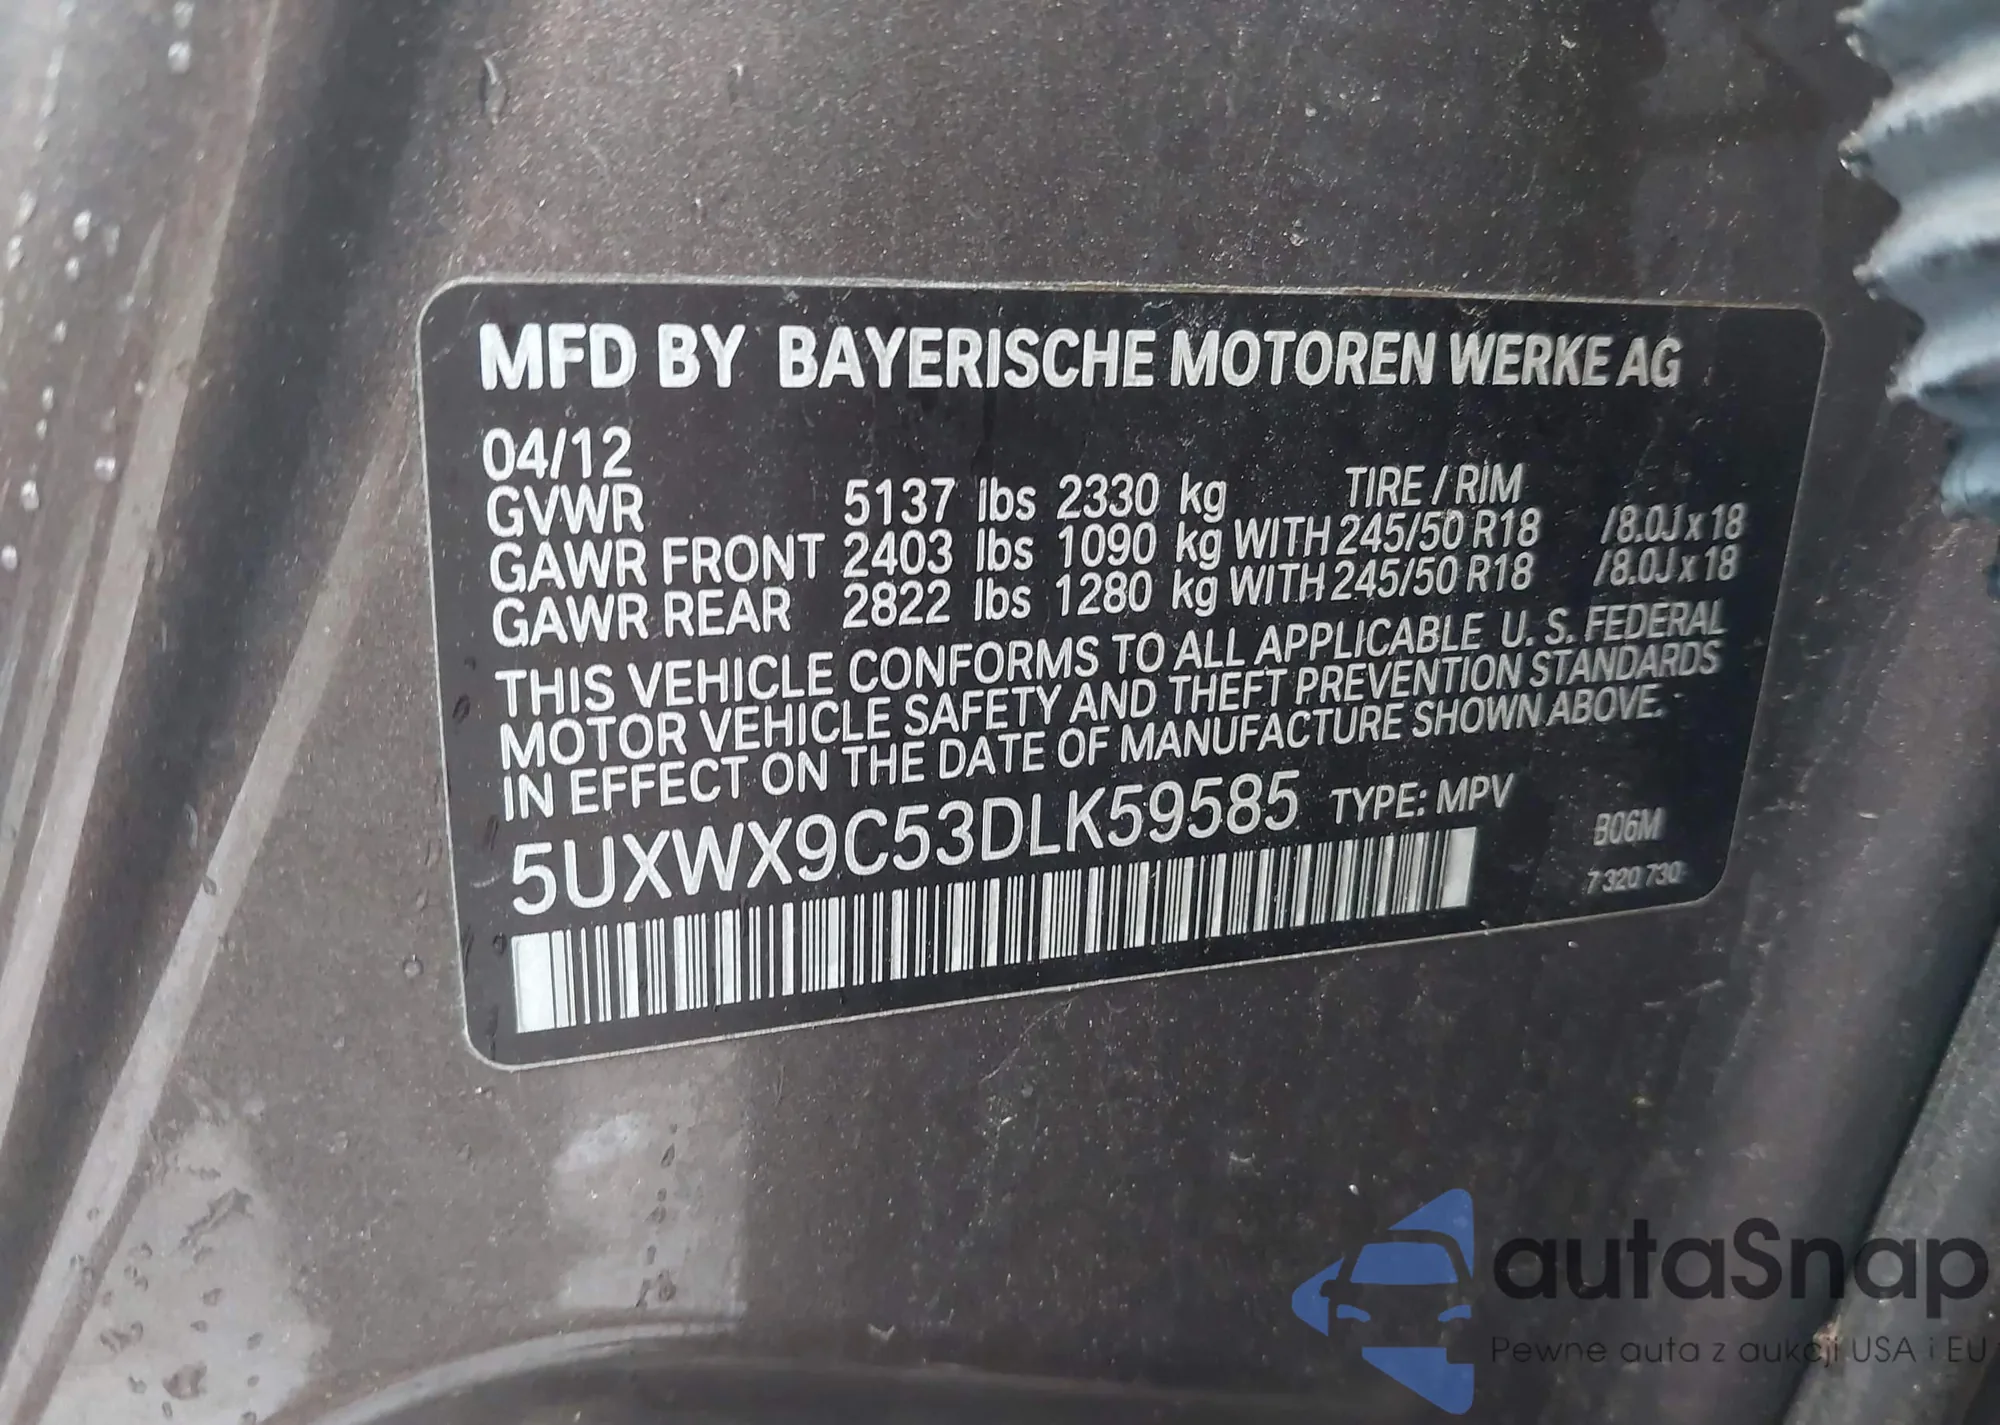 MFD BY BAYERISCHE MOTOREN WERKE AG
04/12
GVWR 5137 lbs 2330 kg TIRE / RIM
GAWR FRONT 2403 lbs 1090 kg WITH 245/50 R18 /8.0J x 18
GAWR REAR 2822 lbs 1280 kg WITH 245/50 R18 /8.0J x 18
THIS VEHICLE CONFORMS TO ALL APPLICABLE U. S. FEDERAL
MOTOR VEHICLE SAFETY AND THEFT PREVENTION STANDARDS
IN EFFECT ON THE DATE OF MANUFACTURE SHOWN ABOVE.
5UXWX9C53DLK59585 TYPE: MPV
B06M
7 320 730
autaSnap
Pewne auta z aukcji USA i EU